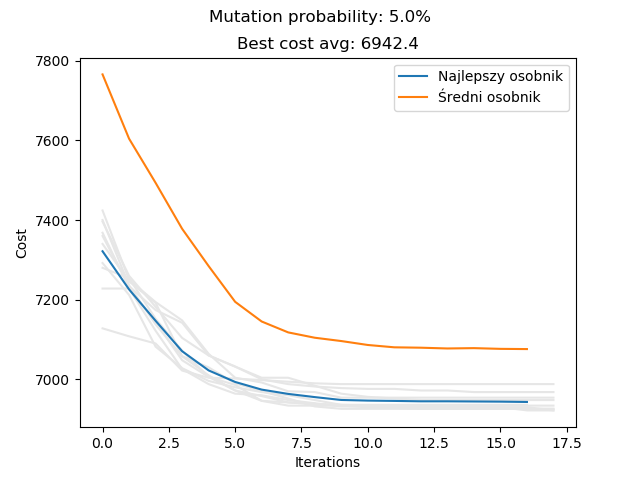 Mutation probability: 5.0%
Best cost avg: 6942.4
Najlepszy osobnik
Średni osobnik
Cost
7800
7600
7400
7200
7000
0.0 2.5 5.0 7.5 10.0 12.5 15.0 17.5
Iterations